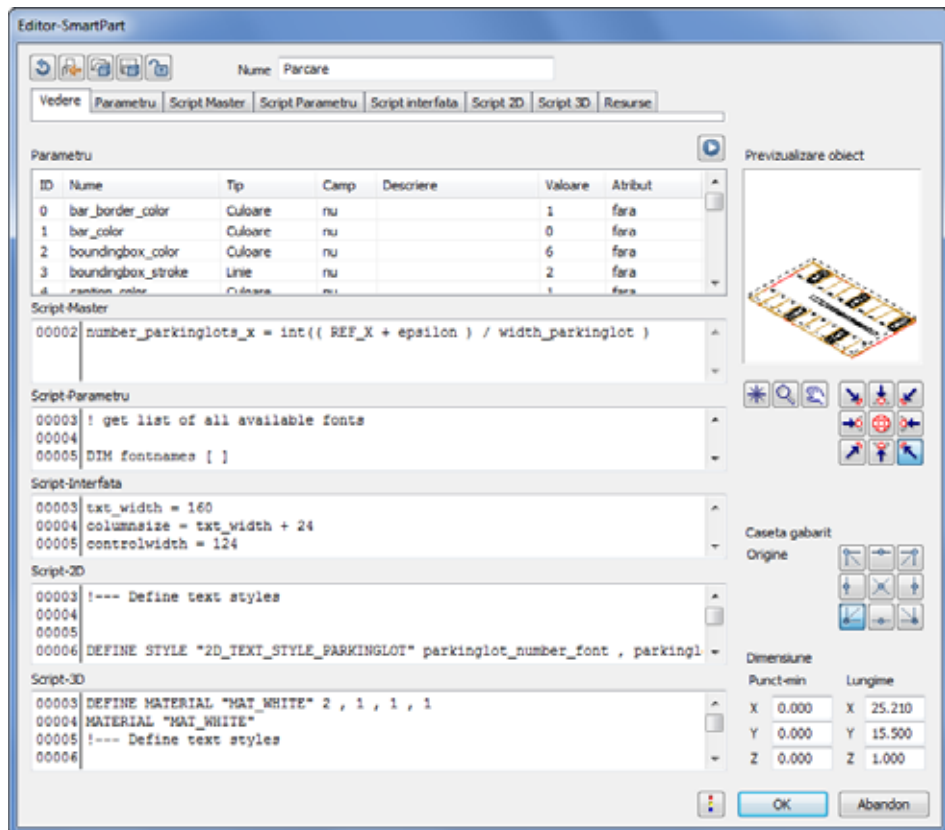 Editor-SmartPart
Nume Parcare
Vedere Parametru Script Master Script Parametru Script interfata Script 2D Script 3D Resurse
Parametru
ID Nume Tip Camp Descriere Valoare Atribut
0 bar_border_color Culoare nu 1 fara
1 bar_color Culoare nu 0 fara
2 boundingbox_color Culoare nu 6 fara
3 boundingbox_stroke Linie nu 2 fara
4 caption_color Culoare nu 1 fara
Script-Master
00002 number_parkinglots_x = int(( REF_X + epsilon ) / width_parkinglot )
Script-Parametru
00003 ! get list of all available fonts
00004
00005 DIM fontnames [ ]
Script-Interfata
00003 txt_width = 160
00004 columnsize = txt_width + 24
00005 controlwidth = 124
Script-2D
00003 !--- Define text styles
00004
00005
00006 DEFINE STYLE "2D_TEXT_STYLE_PARKINGLOT" parkinglot_number_font , parkingl
Script-3D
00003 DEFINE MATERIAL "MAT_WHITE" 2 , 1 , 1 , 1
00004 MATERIAL "MAT_WHITE"
00005 !--- Define text styles
00006
Previzualizare obiect
Caseta gabarit
Origine
Dimensiune
Punct-min Lungime
X 0.000 X 25.210
Y 0.000 Y 15.500
Z 0.000 Z 1.000
OK Abandon